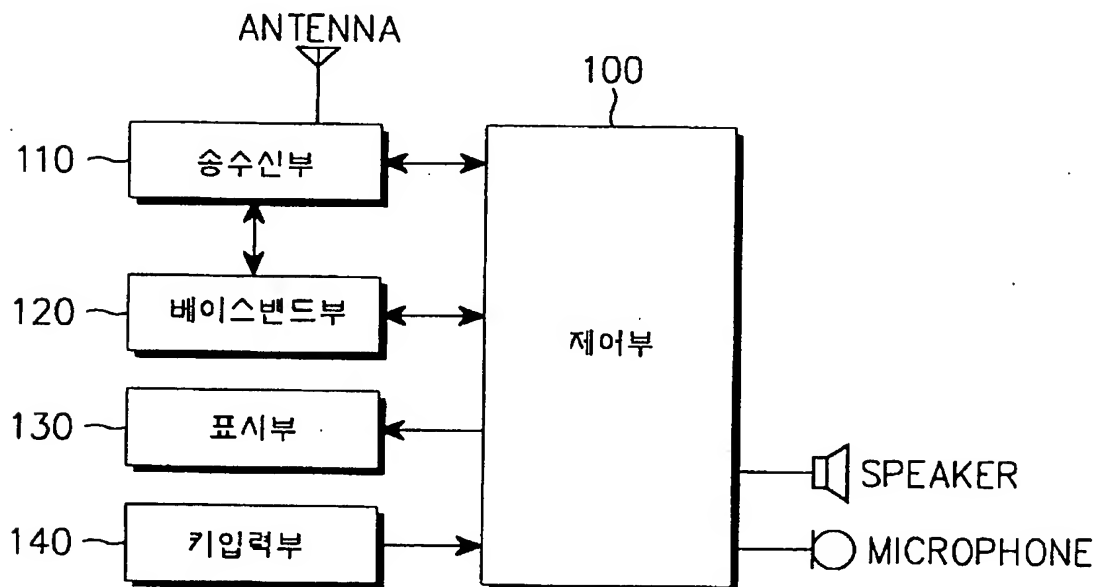 ANTENNA
100
110
송수신부
120
베이스밴드부
제어부
130
표시부
SPEAKER
140
키입력부
MICROPHONE